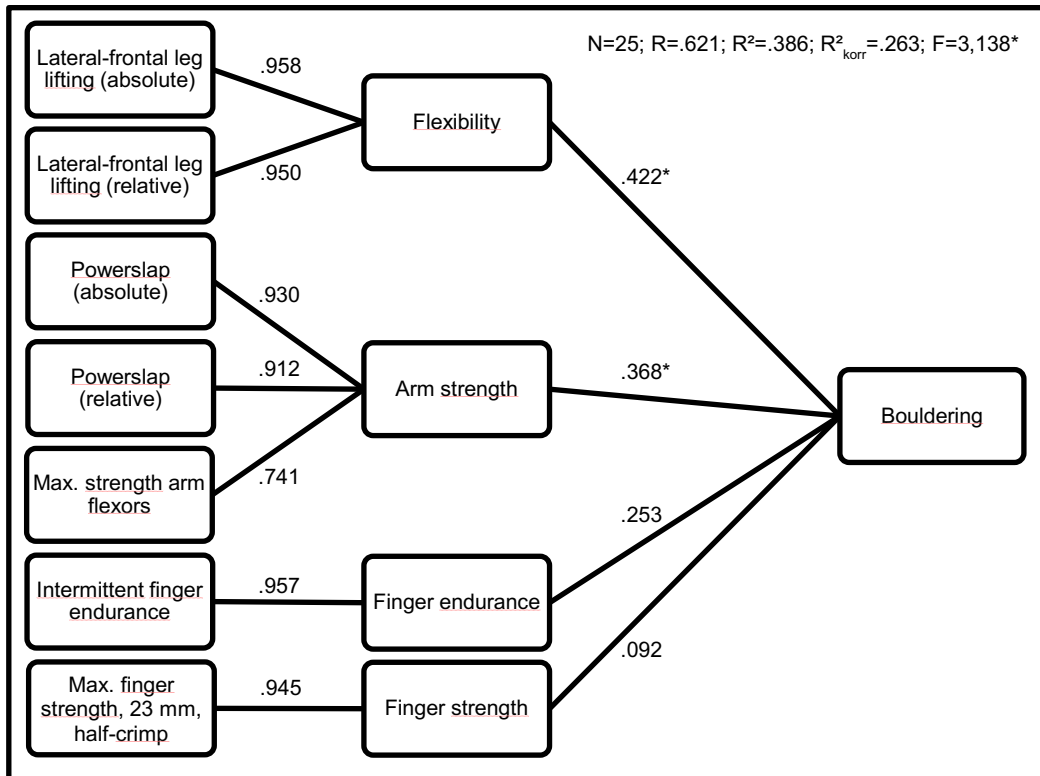 N=25; R=.621; R²=.386; R²korr=.263; F=3,138*
Lateral-frontal leg
lifting (absolute)
.958
Flexibility
Lateral-frontal leg
lifting (relative)
.950
.422*
Powerslap
(absolute)
.930
Powerslap
(relative)
.912
Arm strength
.368*
Bouldering
Max. strength arm
flexors
.741
.253
Intermittent finger
endurance
.957
Finger endurance
.092
Max. finger
strength, 23 mm,
half-crimp
.945
Finger strength